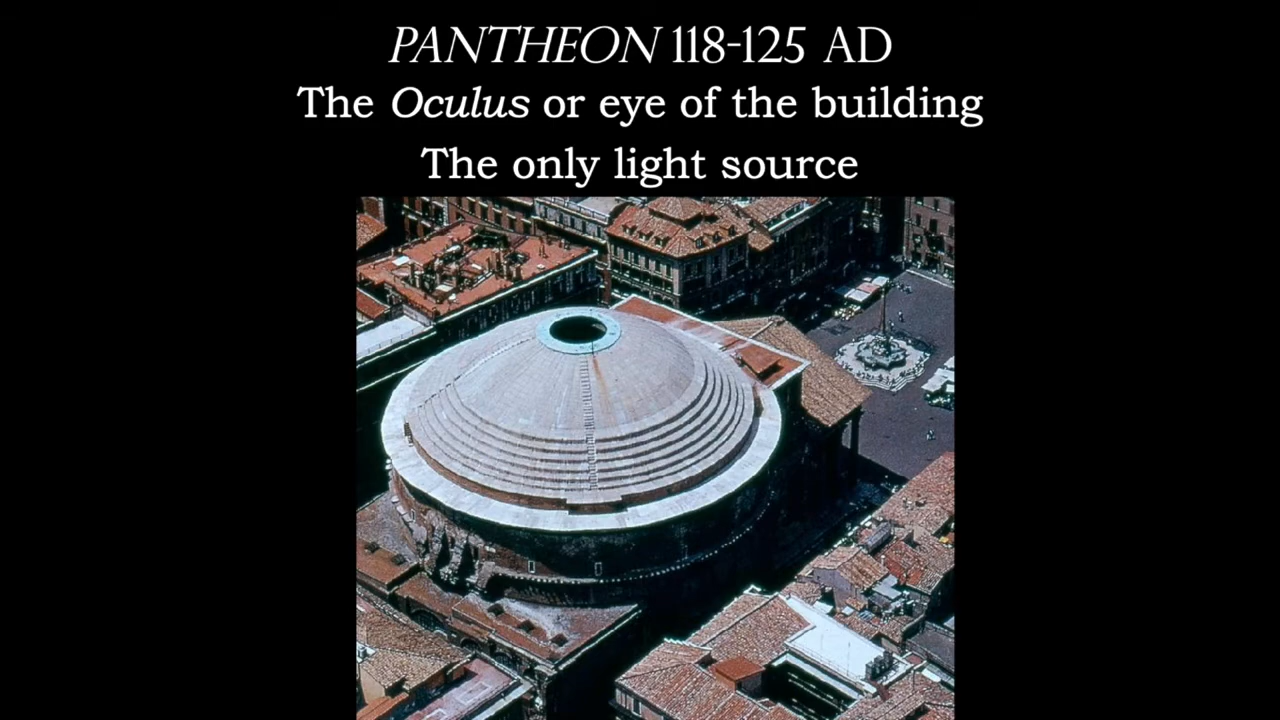 PANTHEON 118-125 AD
The Oculus or eye of the building
The only light source